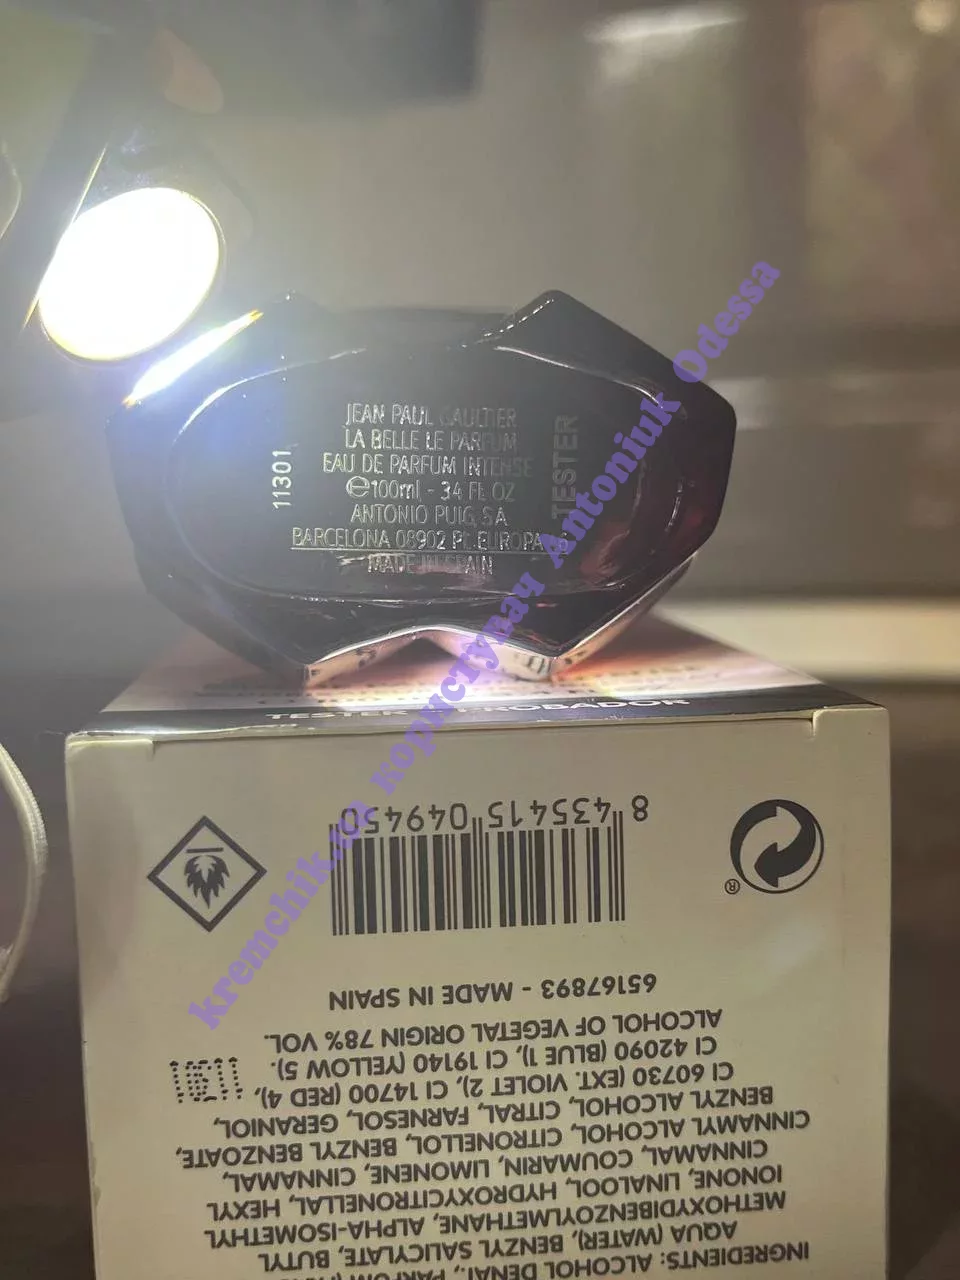 JEAN PAUL GAULTIER
LA BELLE LE PARFUM
EAU DE PARFUM INTENSE
℮100ml - 3.4 FL OZ
ANTONIO PUIG, SA
BARCELONA 08902 PL.EUROPA
MADE IN SPAIN
11301
TESTER
TESTER
PROBADOR
kremchik.ua користувач Antoniuk Odessa
INGREDIENTS: ALCOHOL DENAT.,
AQUA (WATER), BENZYL SALICYLATE, BUTYL
METHOXYDIBENZOYLMETHANE, ALPHA-ISOMETHYL
IONONE, LINALOOL, HYDROXYCITRONELLAL, HEXYL
CINNAMAL, COUMARIN, LIMONENE, CINNAMAL,
CINNAMYL ALCOHOL, CITRONELLOL, BENZYL BENZOATE,
BENZYL ALCOHOL, CITRAL, FARNESOL, GERANIOL,
CI 60730 (EXT. VIOLET 2), CI 14700 (RED 4),
CI 42090 (BLUE 1), CI 19140 (YELLOW 5).
ALCOHOL OF VEGETAL ORIGIN 78% VOL.
11301
65167893 - MADE IN SPAIN
8 435415 049450
®